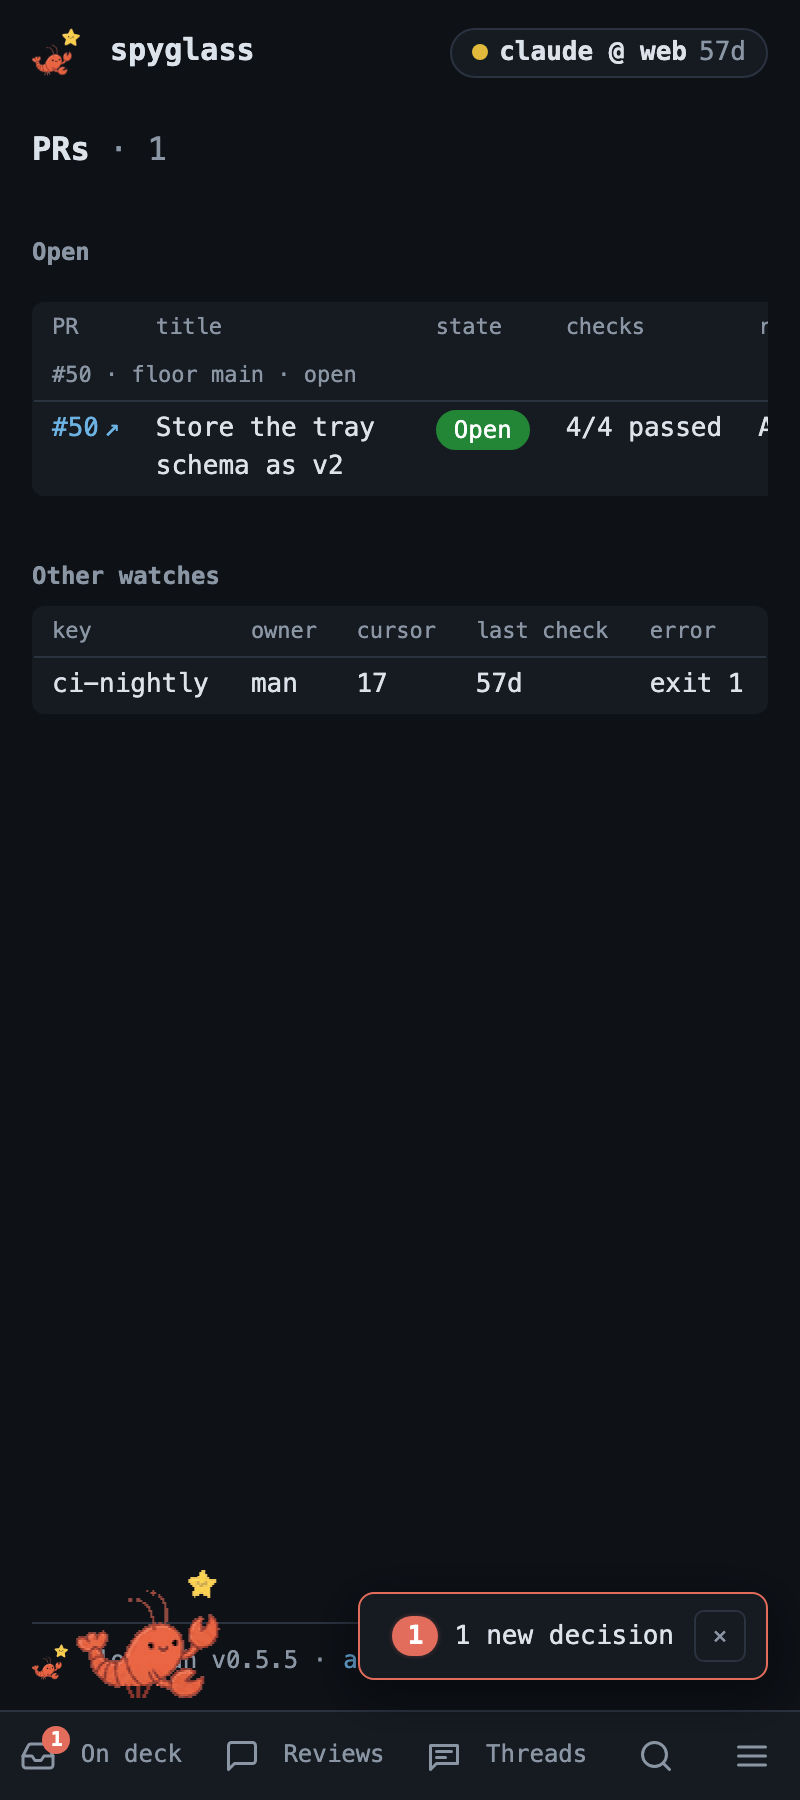 spyglass
claude @ web 57d
PRs · 1
Open
PR title state checks
#50 · floor main · open
#50 ↗ Store the tray schema as v2 Open 4/4 passed A
Other watches
key owner cursor last check error
ci-nightly man 17 57d exit 1
v0.5.5 · a
1 1 new decision ×
1 On deck Reviews Threads